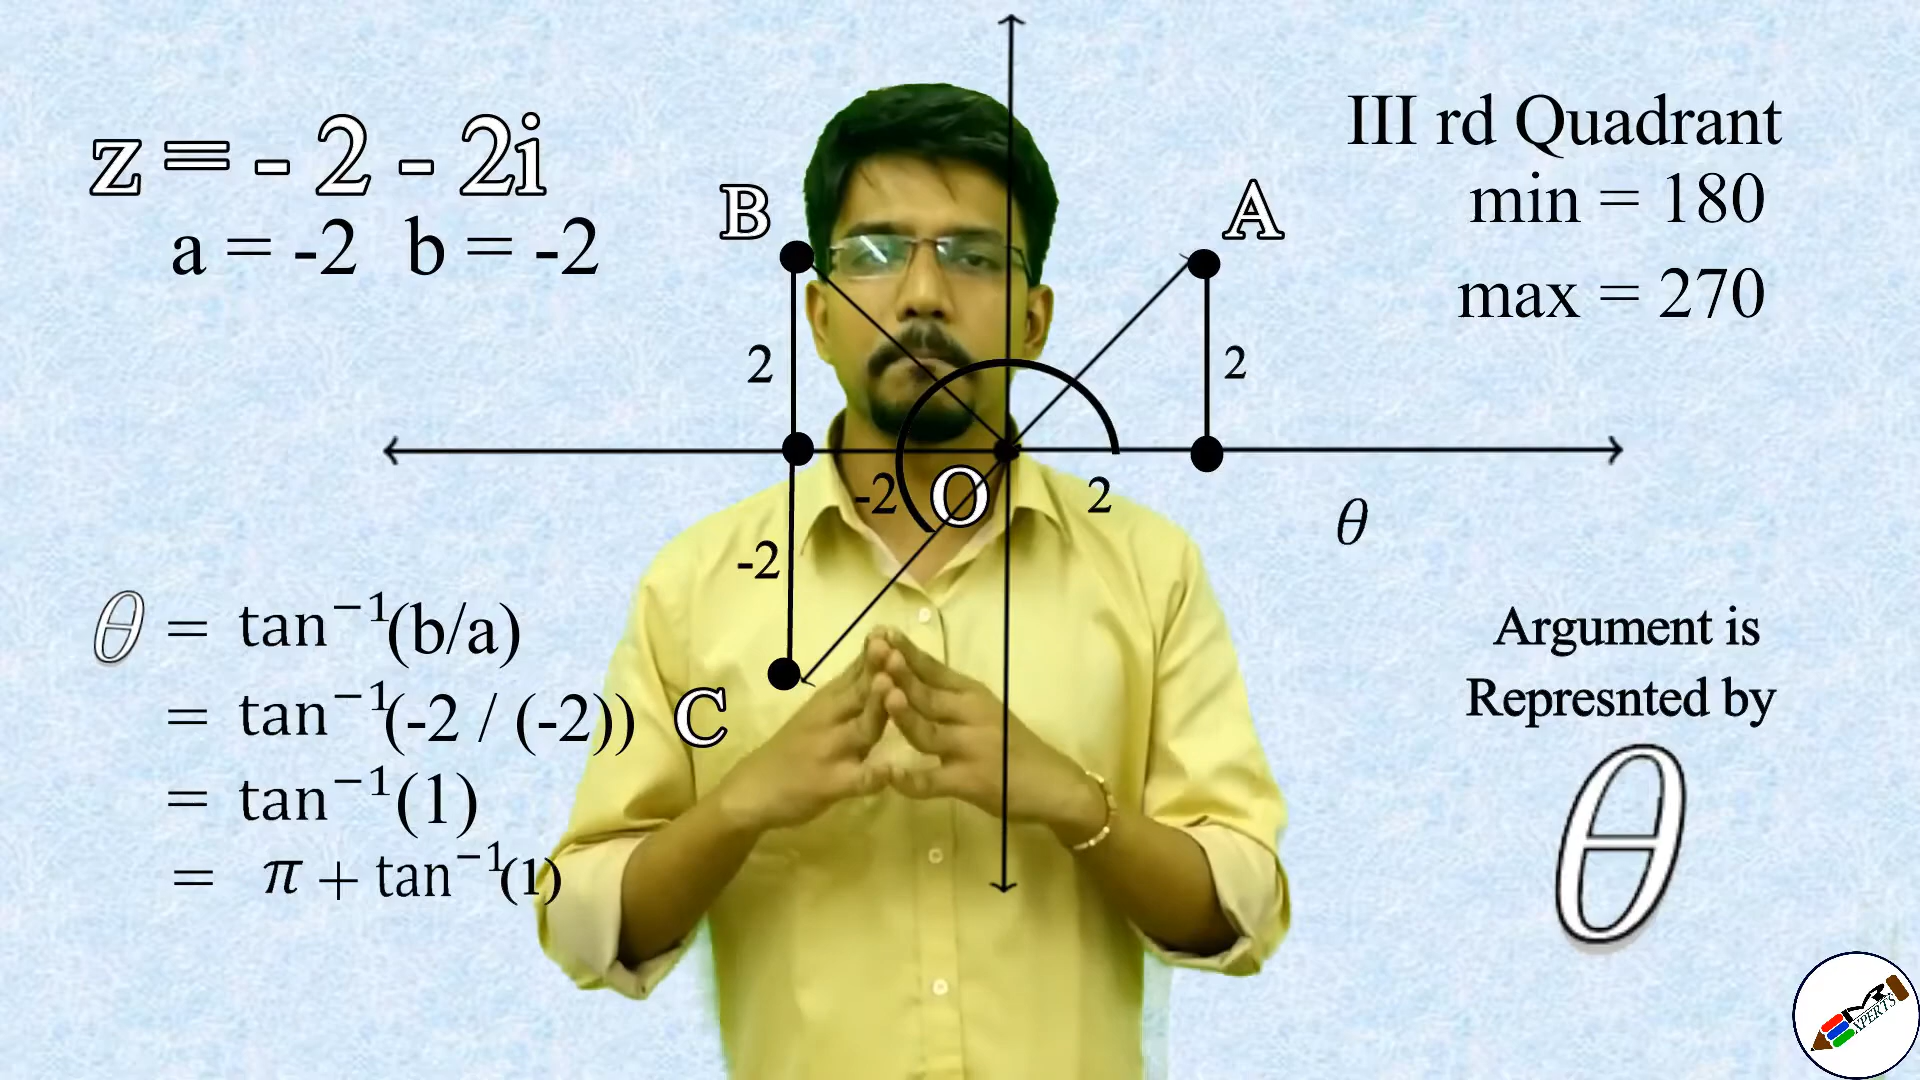 z = - 2 - 2i
a = -2 b = -2
III rd Quadrant
min = 180
max = 270
B
A
2
2
-2
O
2
-2
θ
C
θ = tan⁻¹(b/a)
= tan⁻¹(-2 / (-2))
= tan⁻¹(1)
= π + tan⁻¹(1)
Argument is
Represnted by
θ
XPERTS